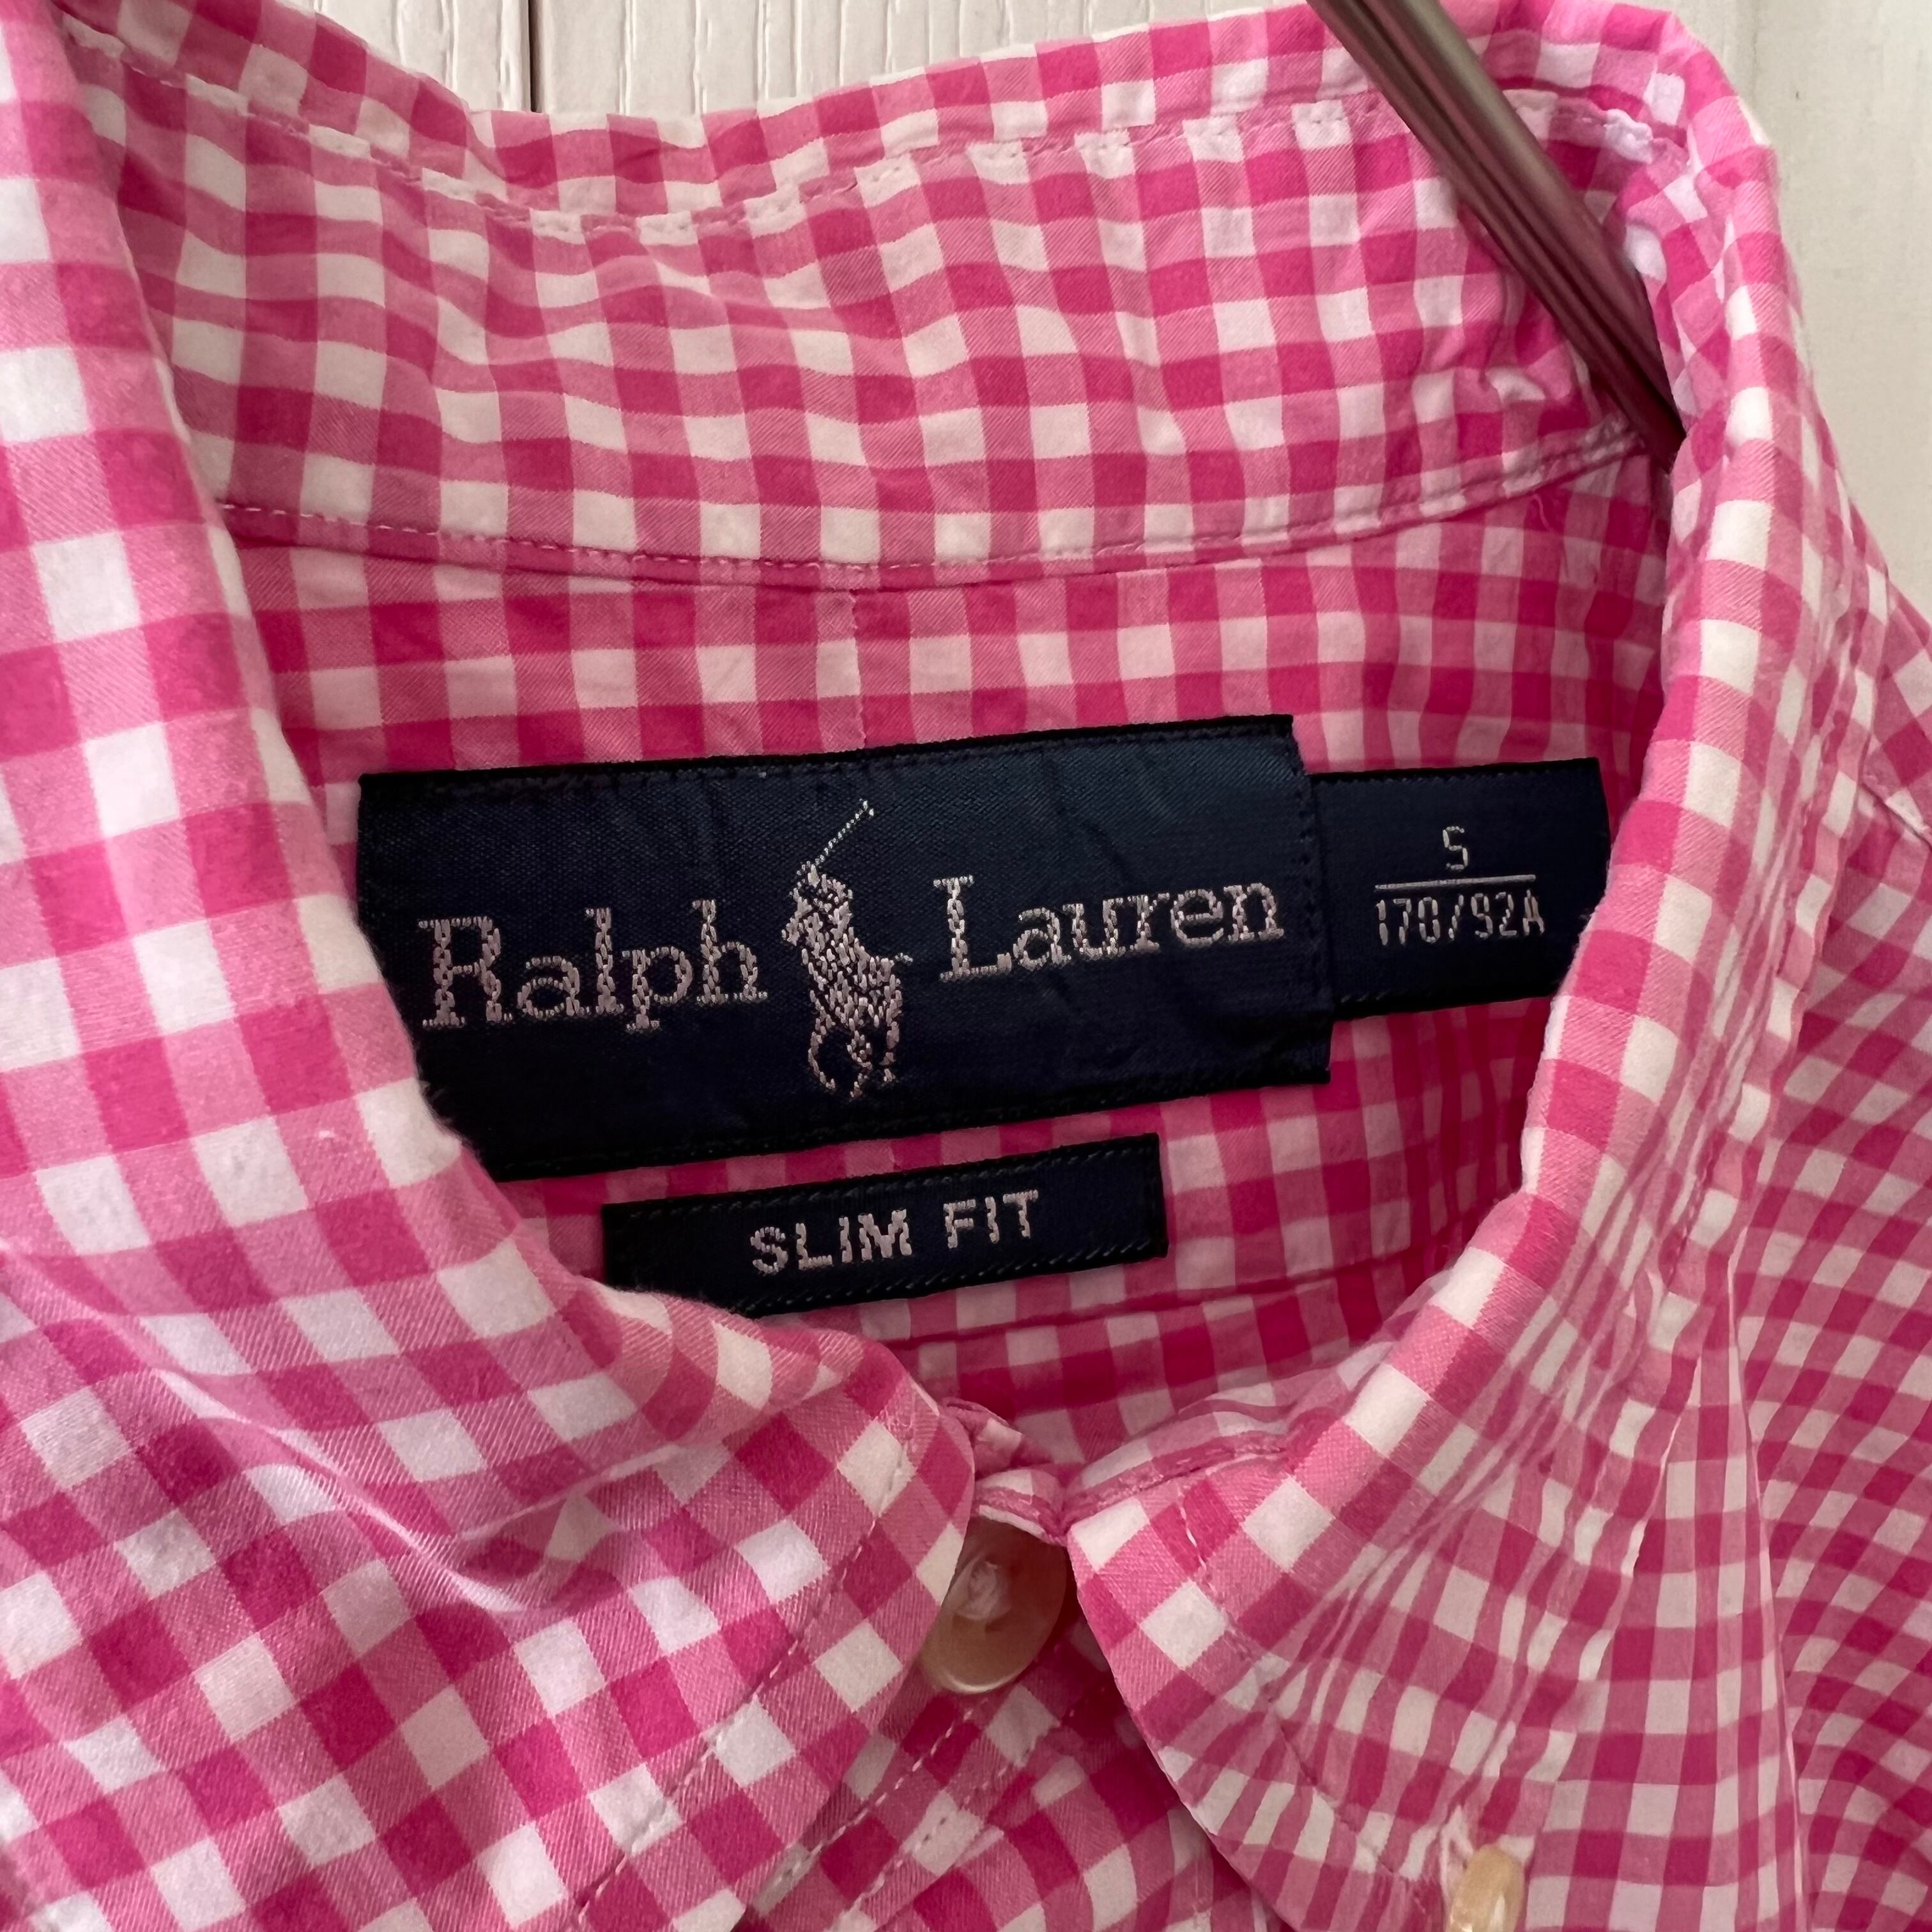 Ralph Lauren
S
170/92A
SLIM FIT